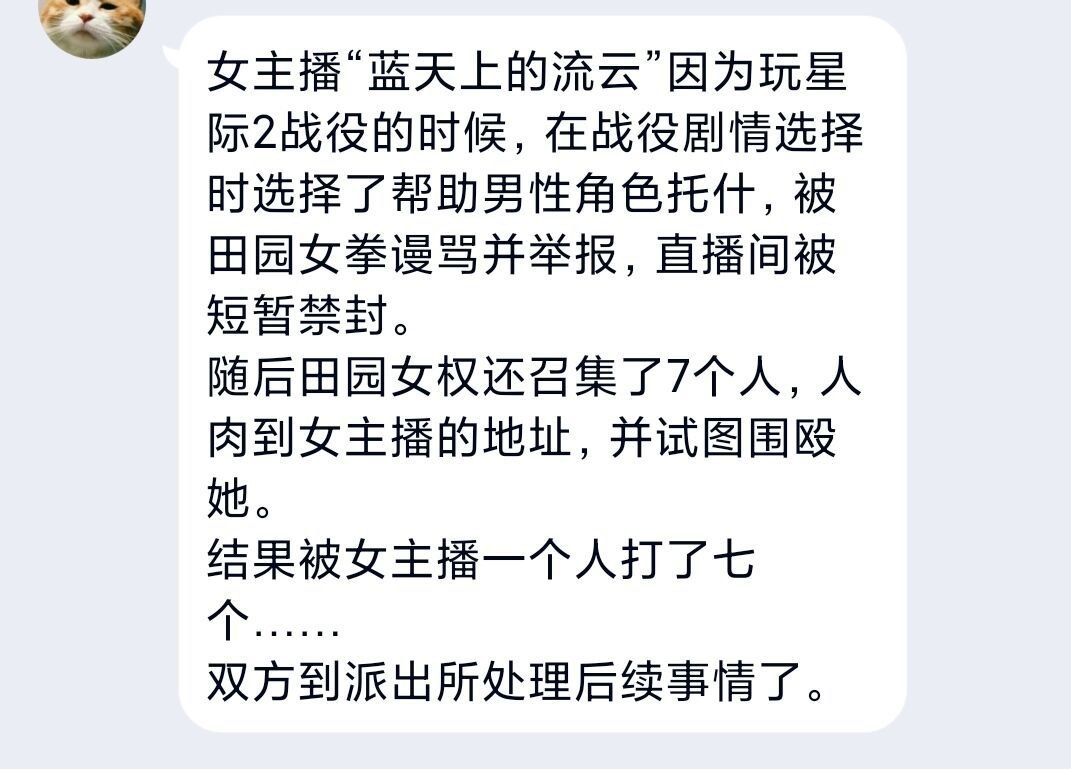 女主播“蓝天上的流云”因为玩星
际2战役的时候，在战役剧情选择
时选择了帮助男性角色托什，被
田园女拳谩骂并举报，直播间被
短暂禁封。
随后田园女权还召集了7个人，人
肉到女主播的地址，并试图围殴
她。
结果被女主播一个人打了七
个……
双方到派出所处理后续事情了。